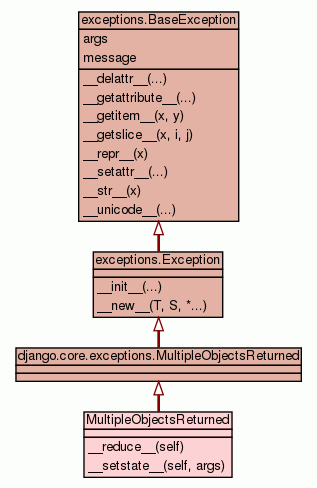 exceptions.BaseException
args
message
__delattr__(...)
__getattribute__(...)
__getitem__(x, y)
__getslice__(x, i, j)
__repr__(x)
__setattr__(...)
__str__(x)
__unicode__(...)
exceptions.Exception
__init__(...)
__new__(T, S, *...)
django.core.exceptions.MultipleObjectsReturned
MultipleObjectsReturned
__reduce__(self)
__setstate__(self, args)